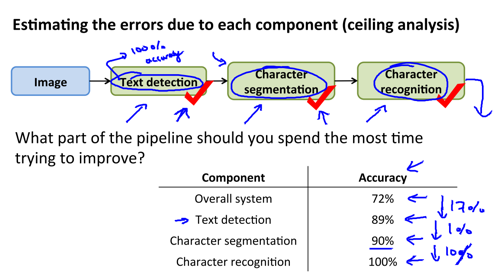 Estimating the errors due to each component (ceiling analysis)
100%
accuracy
Image
Text detection
Character
segmentation
Character
recognition
What part of the pipeline should you spend the most time
trying to improve?
Component Accuracy
Overall system 72%
Text detection 89%
Character segmentation 90%
Character recognition 100%
17%
1%
10%